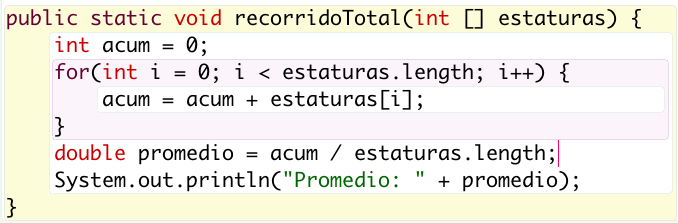 public static void recorridoTotal(int [] estaturas) {
int acum = 0;
for(int i = 0; i < estaturas.length; i++) {
acum = acum + estaturas[i];
}
double promedio = acum / estaturas.length;
System.out.println("Promedio: " + promedio);
}